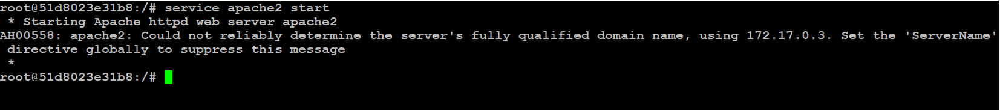 root@51d8023e31b8:/# service apache2 start
 * Starting Apache httpd web server apache2
AH00558: apache2: Could not reliably determine the server's fully qualified domain name, using 172.17.0.3. Set the 'ServerName'
 directive globally to suppress this message
 *
root@51d8023e31b8:/#